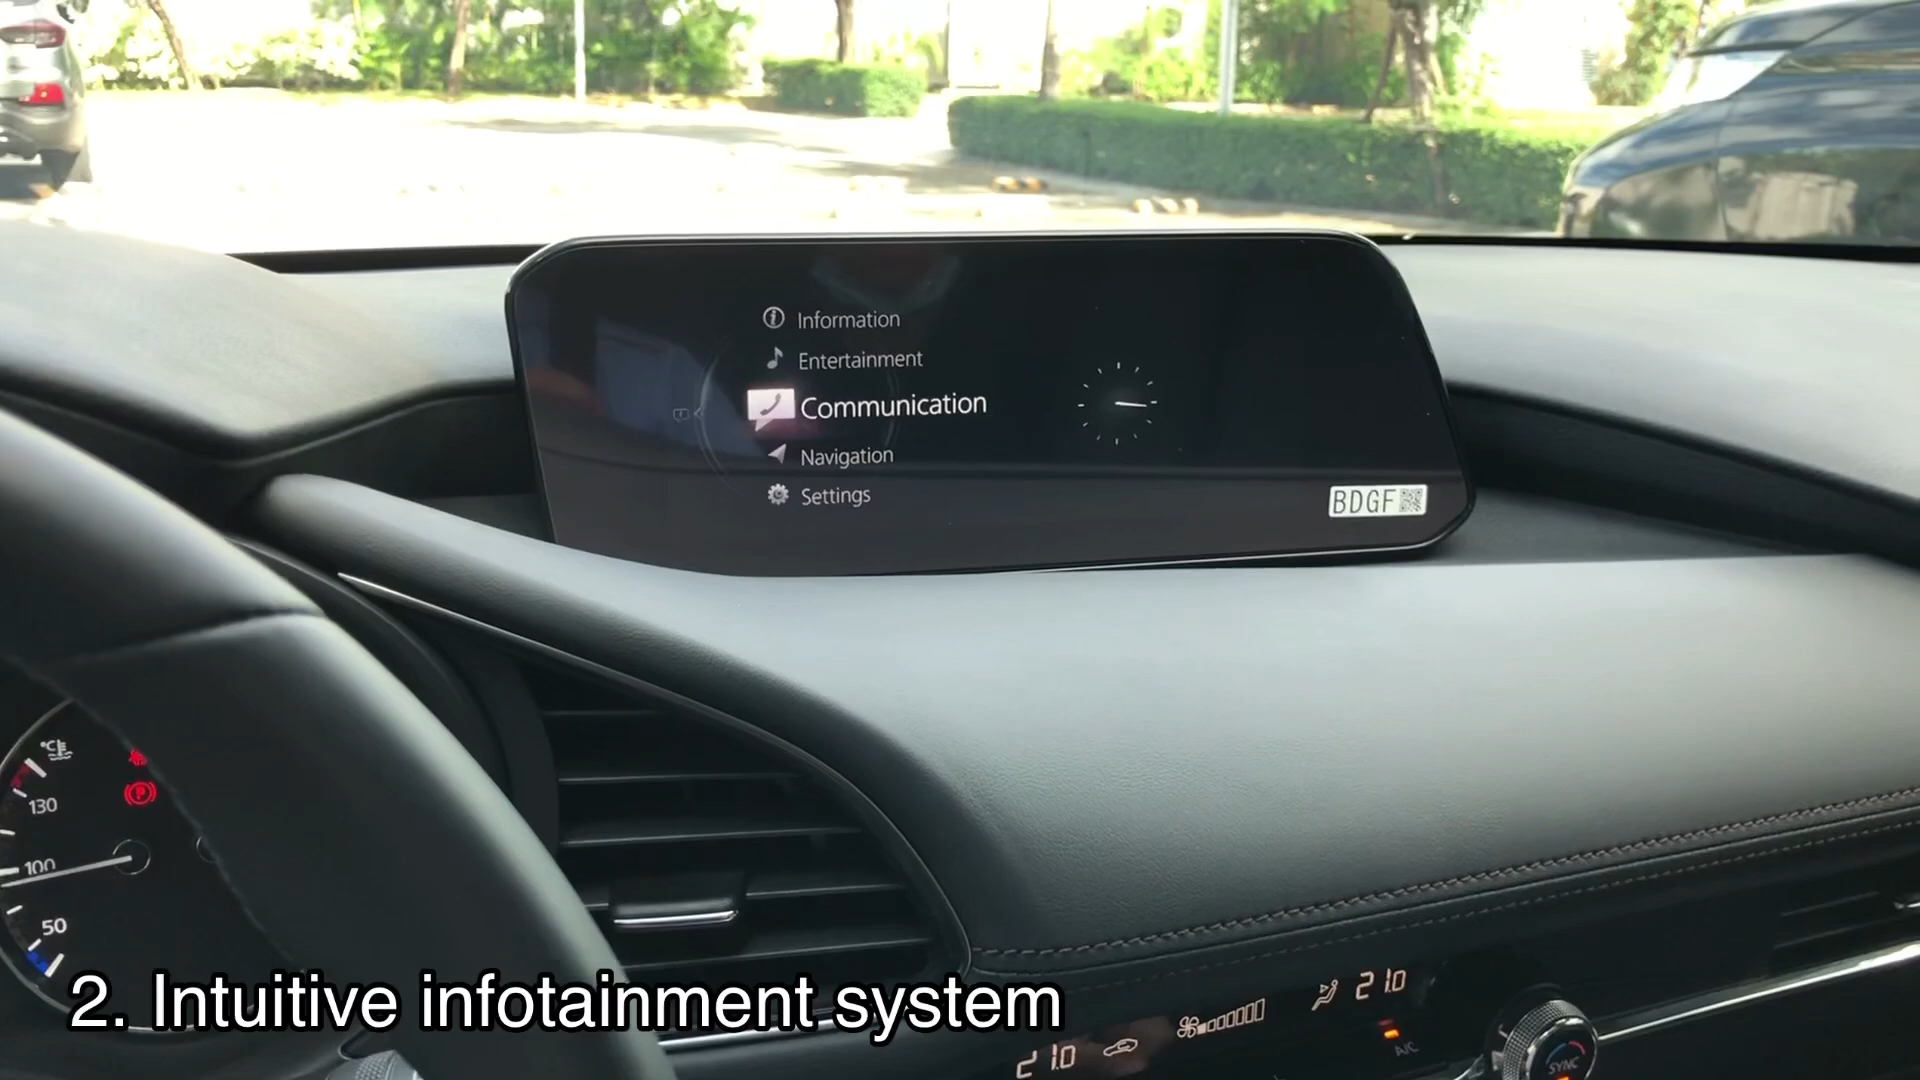 Information
Entertainment
Communication
Navigation
Settings
BDGF
°C
130
100
50
2. Intuitive infotainment system
21.0
21.0
A/C
SYNC